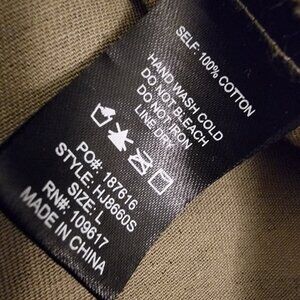 SELF: 100% COTTON
HAND WASH COLD
DO NOT BLEACH
DO NOT IRON
LINE DRY
PO#: 187616
STYLE: HJ8660S
SIZE: L
RN#: 109617
MADE IN CHINA